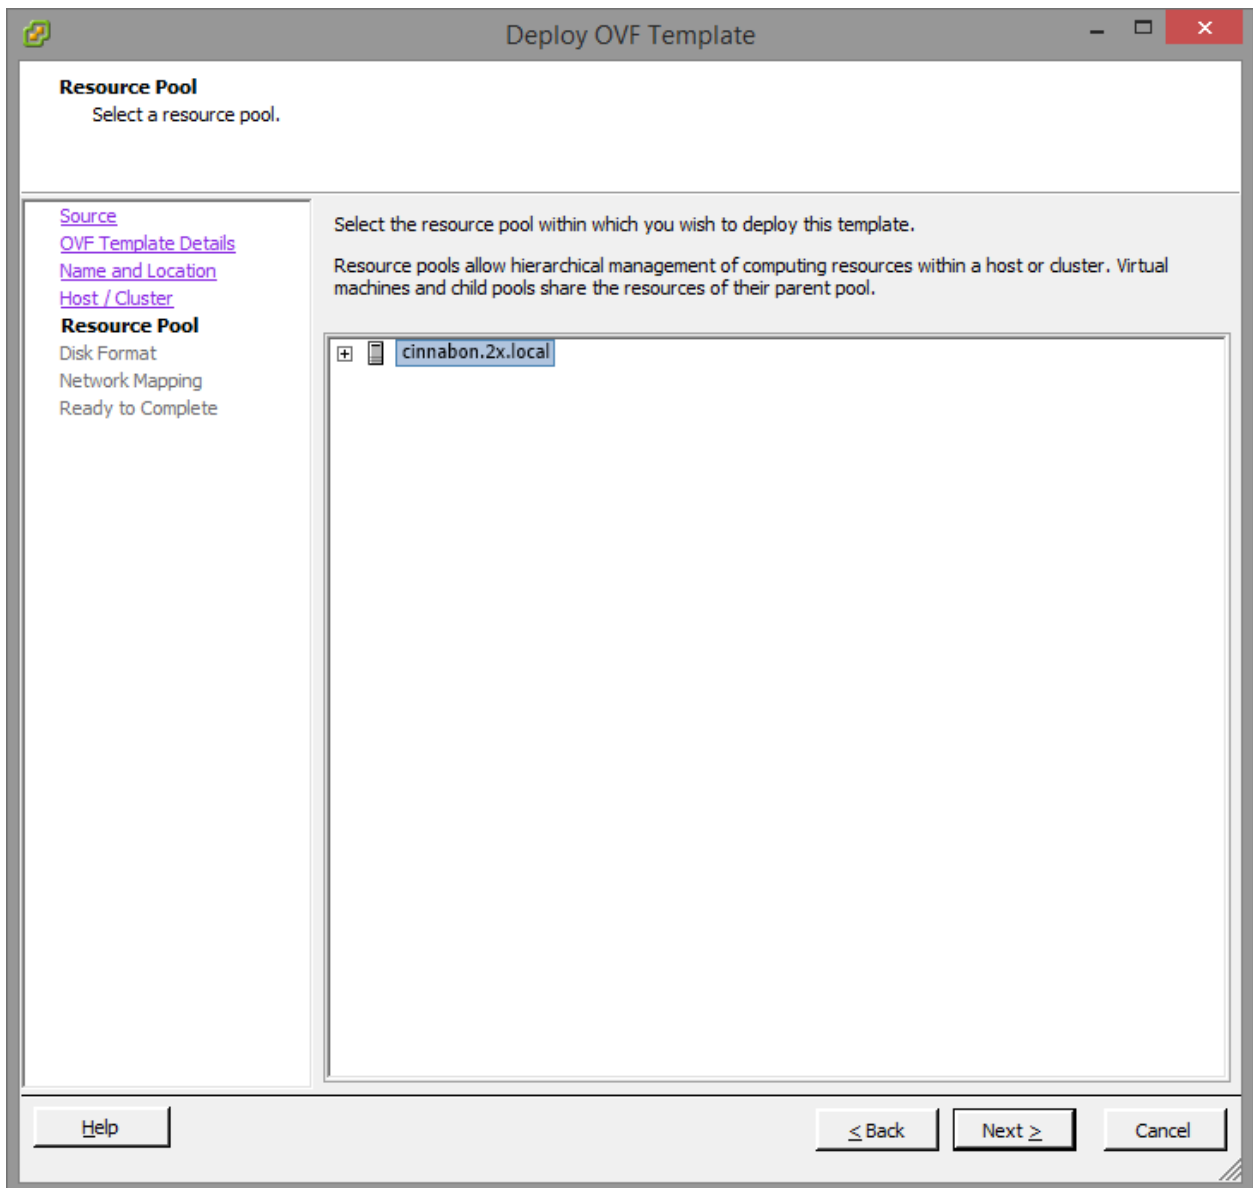 Deploy OVF Template
Resource Pool
Select a resource pool.
Source
OVF Template Details
Name and Location
Host / Cluster
Resource Pool
Disk Format
Network Mapping
Ready to Complete
Select the resource pool within which you wish to deploy this template.
Resource pools allow hierarchical management of computing resources within a host or cluster. Virtual
machines and child pools share the resources of their parent pool.
cinnabon.2x.local
Help
≤ Back
Next ≥
Cancel